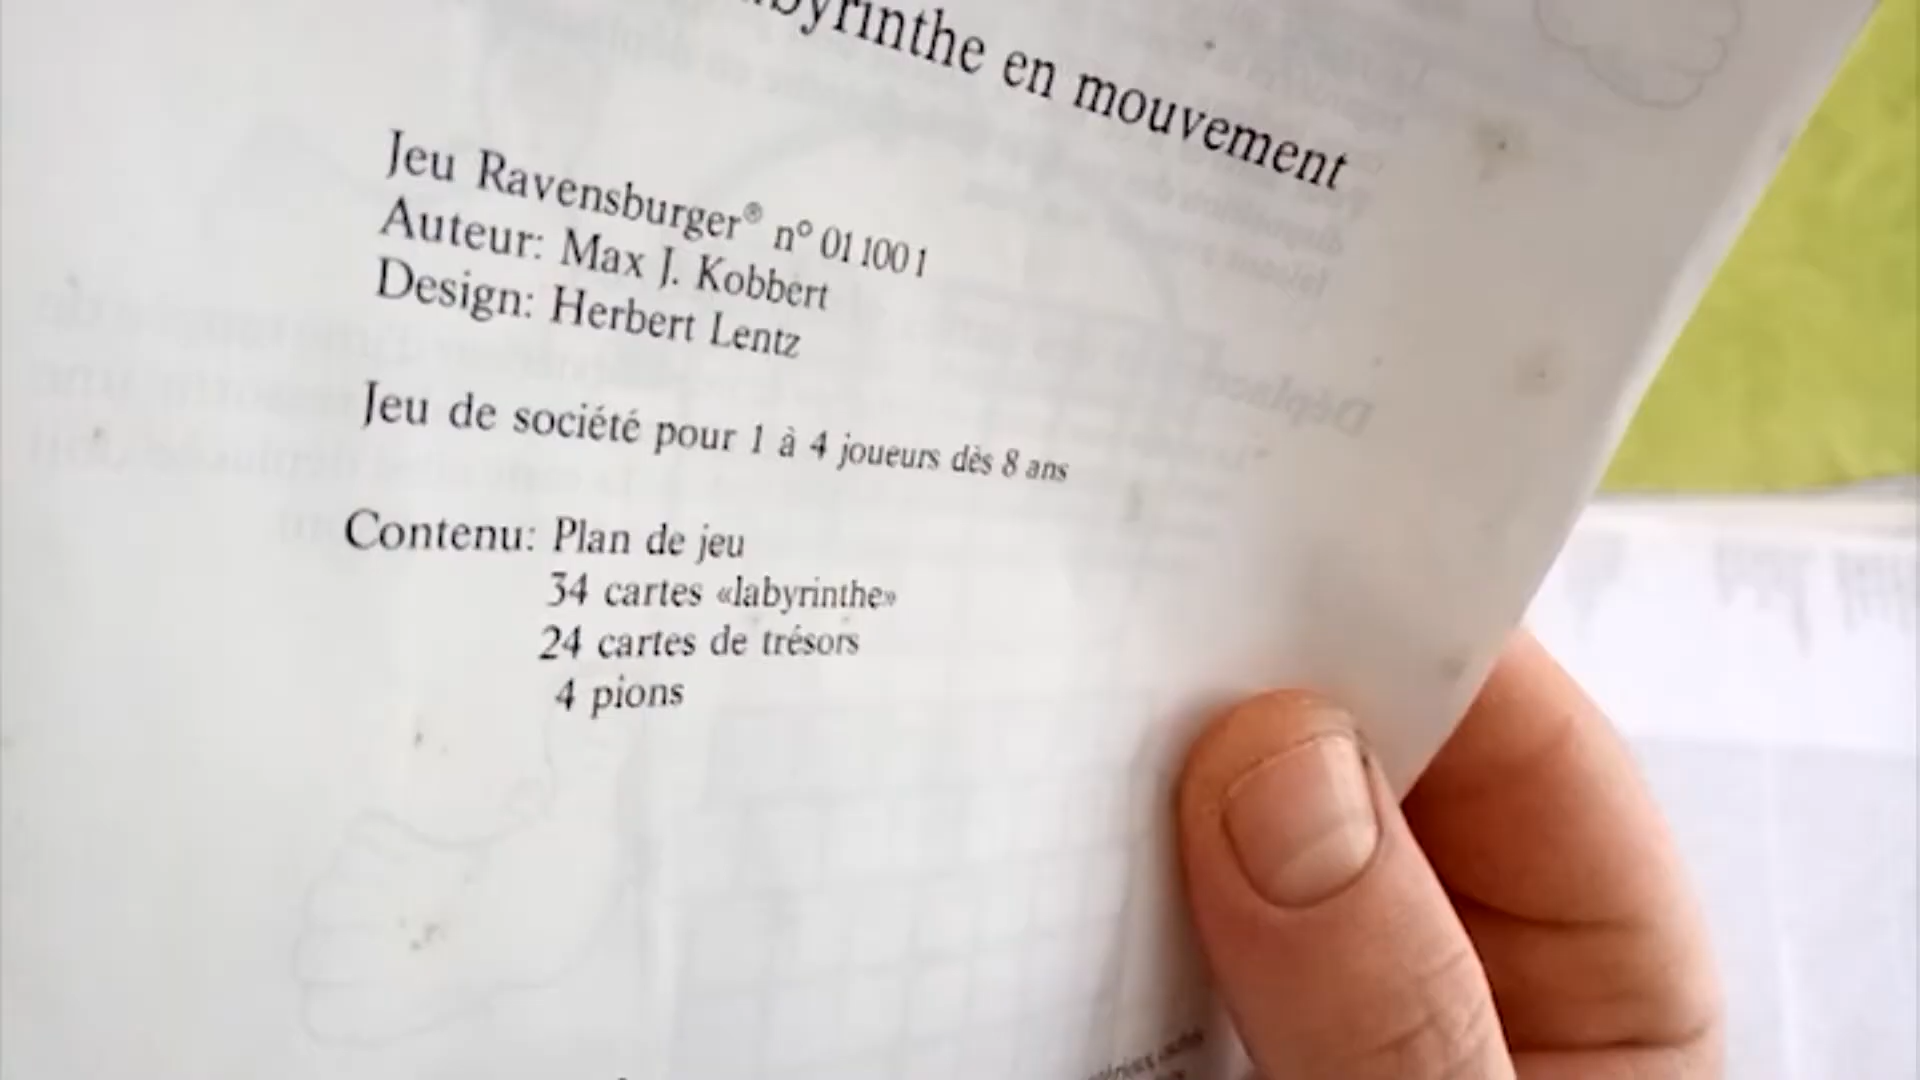 byrinthe en mouvement
Jeu Ravensburger® n° 01 100 1
Auteur: Max J. Kobbert
Design: Herbert Lentz
Jeu de société pour 1 à 4 joueurs dès 8 ans
Contenu: Plan de jeu
34 cartes «labyrinthe»
24 cartes de trésors
4 pions